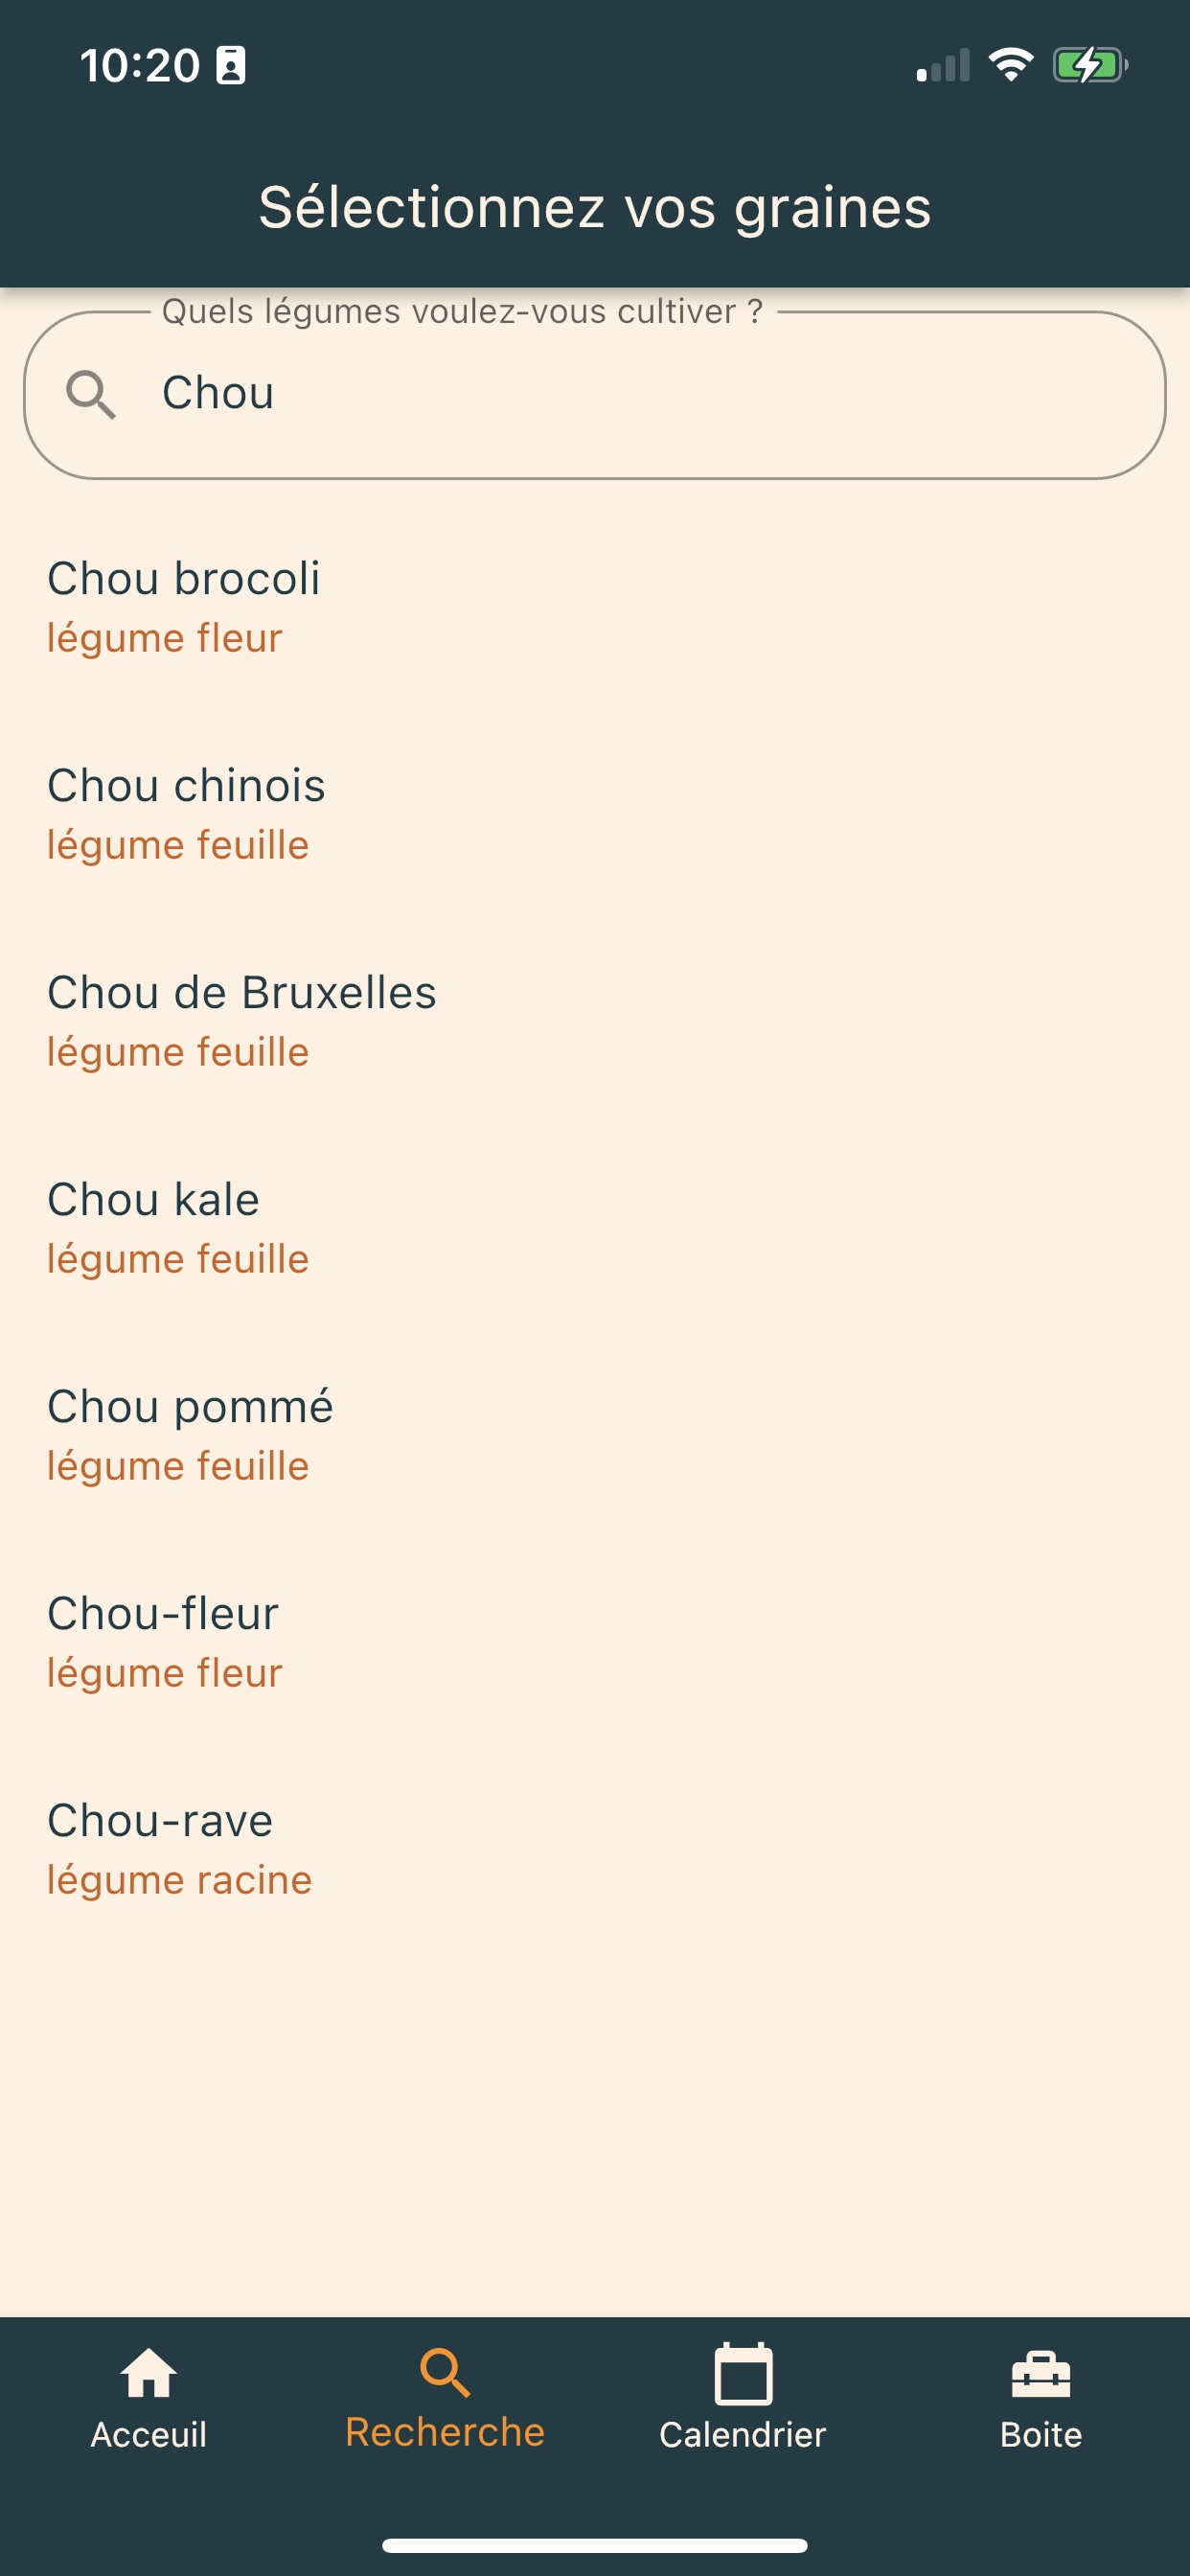 10:20
Sélectionnez vos graines
Quels légumes voulez-vous cultiver ?
Chou
Chou brocoli
légume fleur
Chou chinois
légume feuille
Chou de Bruxelles
légume feuille
Chou kale
légume feuille
Chou pommé
légume feuille
Chou-fleur
légume fleur
Chou-rave
légume racine
Acceuil
Recherche
Calendrier
Boite